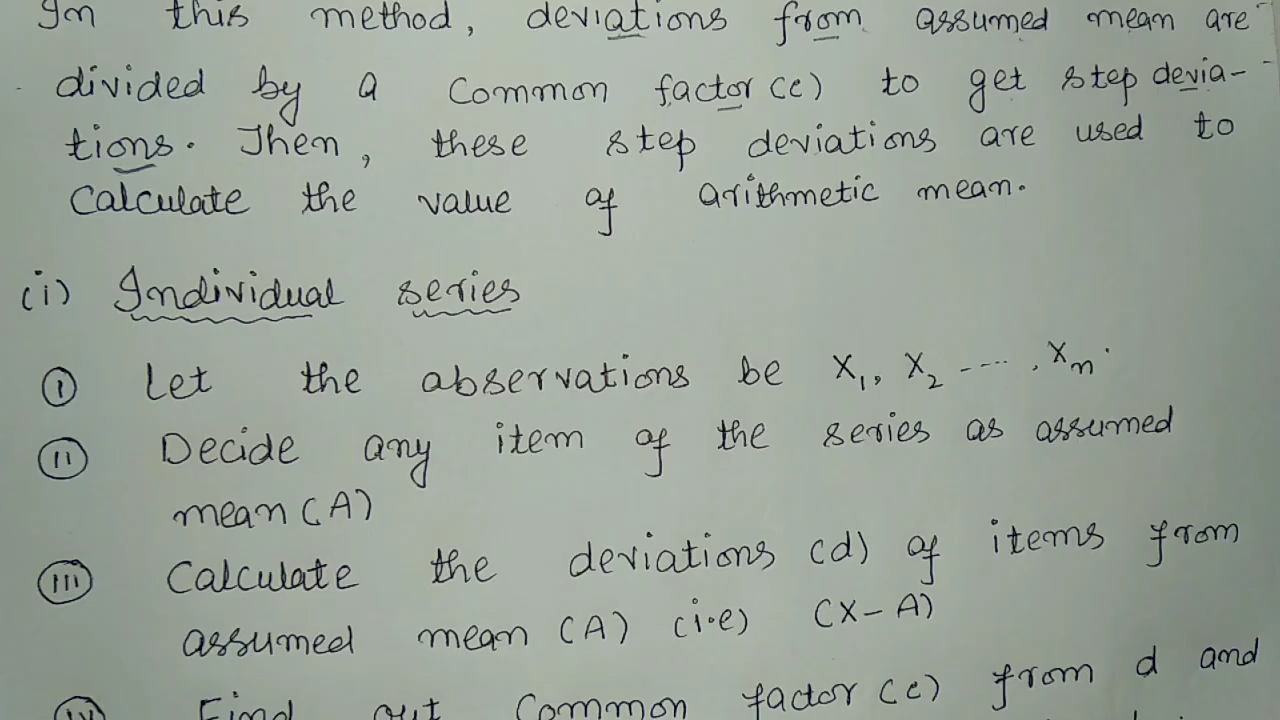 In this method, deviations from assumed mean are
divided by a common factor (c) to get step devia-
tions. Then, these step deviations are used to
calculate the value of arithmetic mean.
(i) Individual series
(I) Let the observations be X₁, X₂ ----, Xn.
(II) Decide any item of the series as assumed
mean (A)
(III) Calculate the deviations (d) of items from
assumed mean (A) (i.e) (X - A)
(IV) Find out common factor (c) from d and